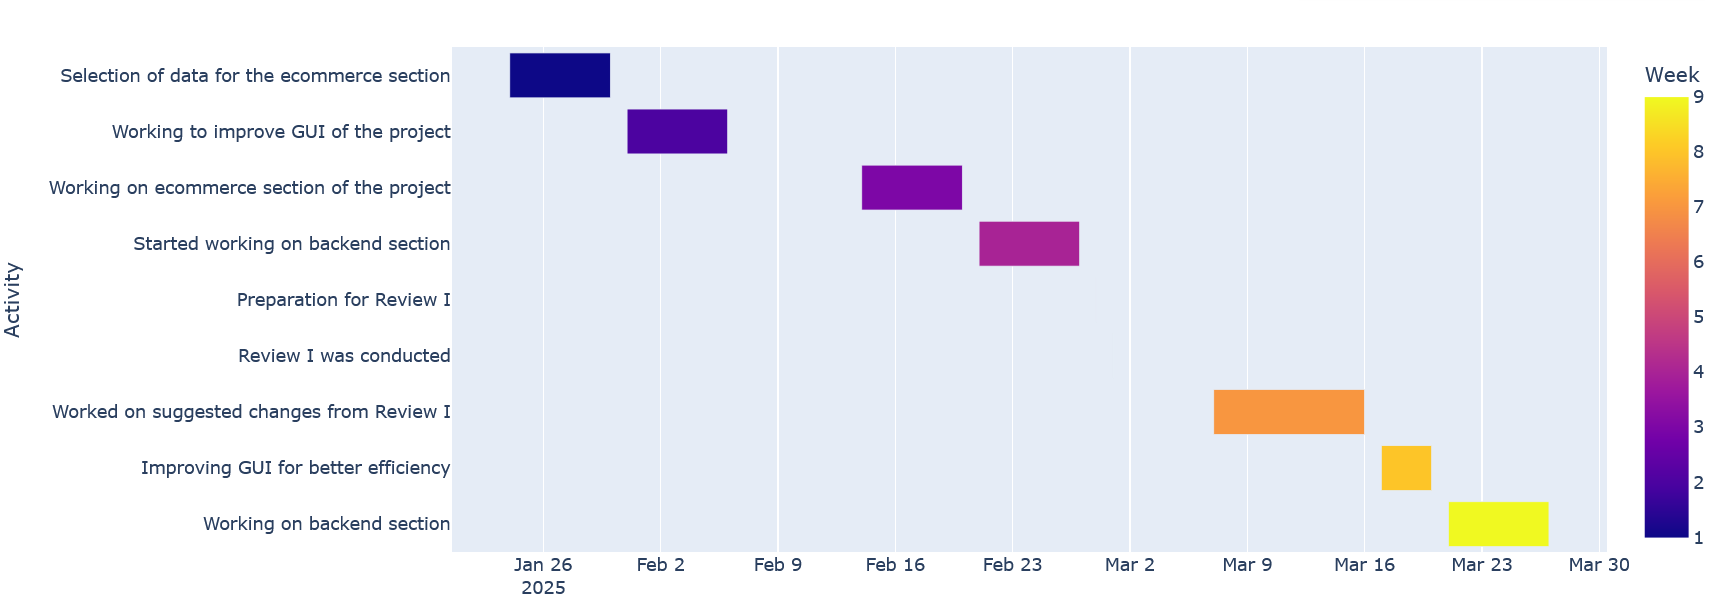 Activity
Selection of data for the ecommerce section
Working to improve GUI of the project
Working on ecommerce section of the project
Started working on backend section
Preparation for Review I
Review I was conducted
Worked on suggested changes from Review I
Improving GUI for better efficiency
Working on backend section
Jan 26
2025
Feb 2
Feb 9
Feb 16
Feb 23
Mar 2
Mar 9
Mar 16
Mar 23
Mar 30
Week
9
8
7
6
5
4
3
2
1